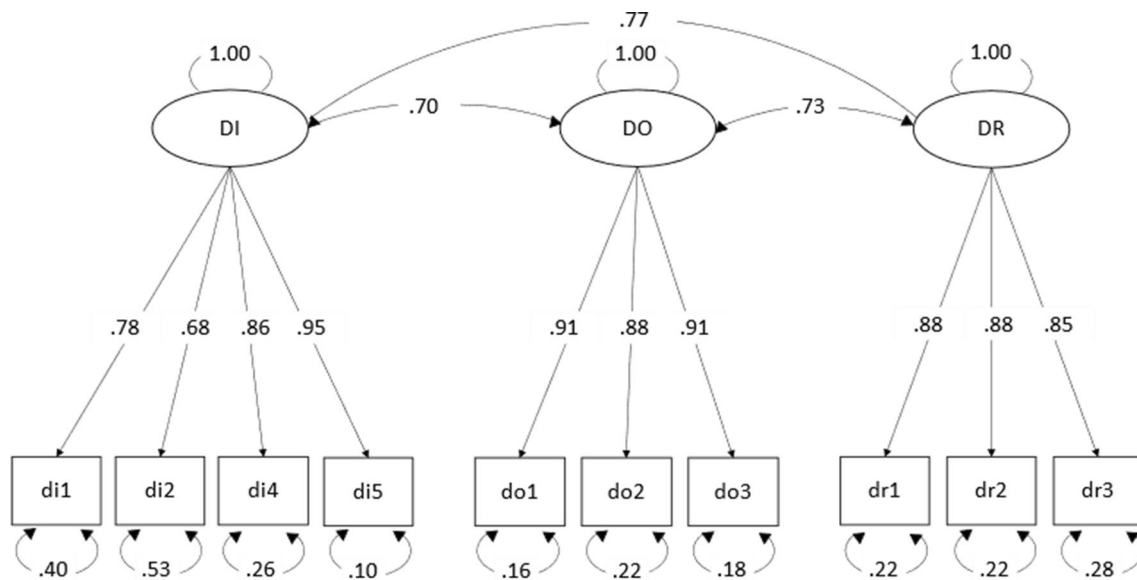 .77
1.00 1.00 1.00
.70 .73
DI DO DR
.78 .68 .86 .95 .91 .88 .91 .88 .88 .85
di1 di2 di4 di5 do1 do2 do3 dr1 dr2 dr3
.40 .53 .26 .10 .16 .22 .18 .22 .22 .28